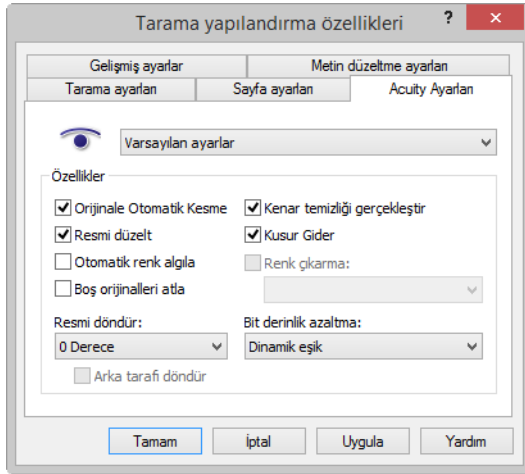 Tarama yapılandırma özellikleri
Gelişmiş ayarlar Metin düzeltme ayarları
Tarama ayarları Sayfa ayarları Acuity Ayarları
Varsayılan ayarlar
Özellikler
Orijinale Otomatik Kesme Kenar temizliği gerçekleştir
Resmi düzelt Kusur Gider
Otomatik renk algıla Renk çıkarma:
Boş orijinalleri atla
Resmi döndür: Bit derinlik azaltma:
0 Derece Dinamik eşik
Arka tarafı döndür
Tamam İptal Uygula Yardım